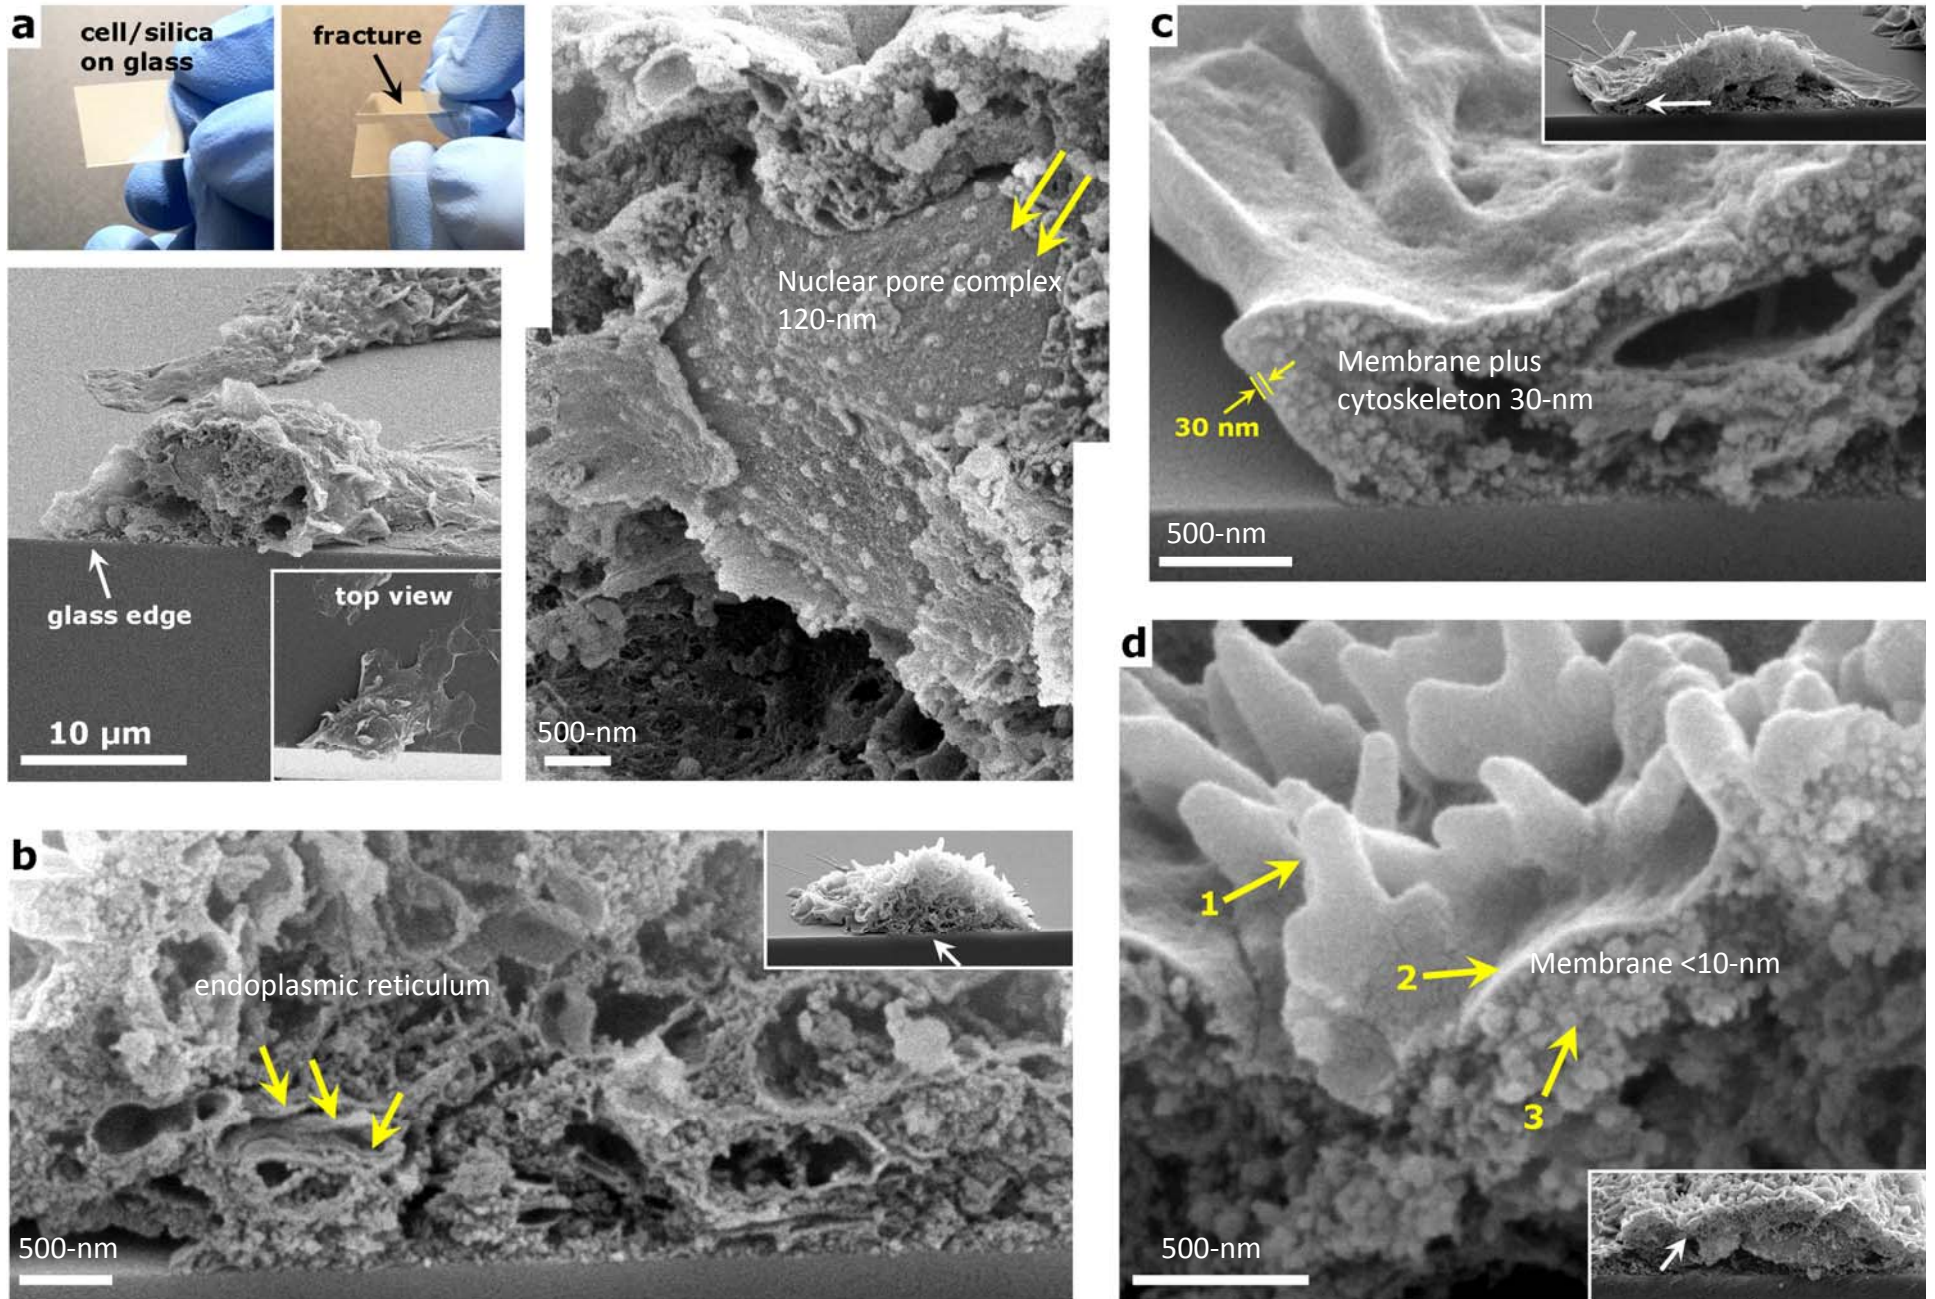 a
cell/silica
on glass
fracture
glass edge
top view
10 µm
Nuclear pore complex
120-nm
500-nm
b
endoplasmic reticulum
500-nm
c
Membrane plus
cytoskeleton 30-nm
30 nm
500-nm
d
1
2
Membrane <10-nm
3
500-nm